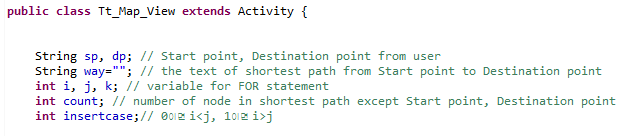 public class Tt_Map_View extends Activity {
String sp, dp; // Start point, Destination point from user
String way=""; // the text of shortest path from Start point to Destination point
int i, j, k; // variable for FOR statement
int count; // number of node in shortest path except Start point, Destination point
int insertcase;// 0이면 i<j, 1이면 i>j